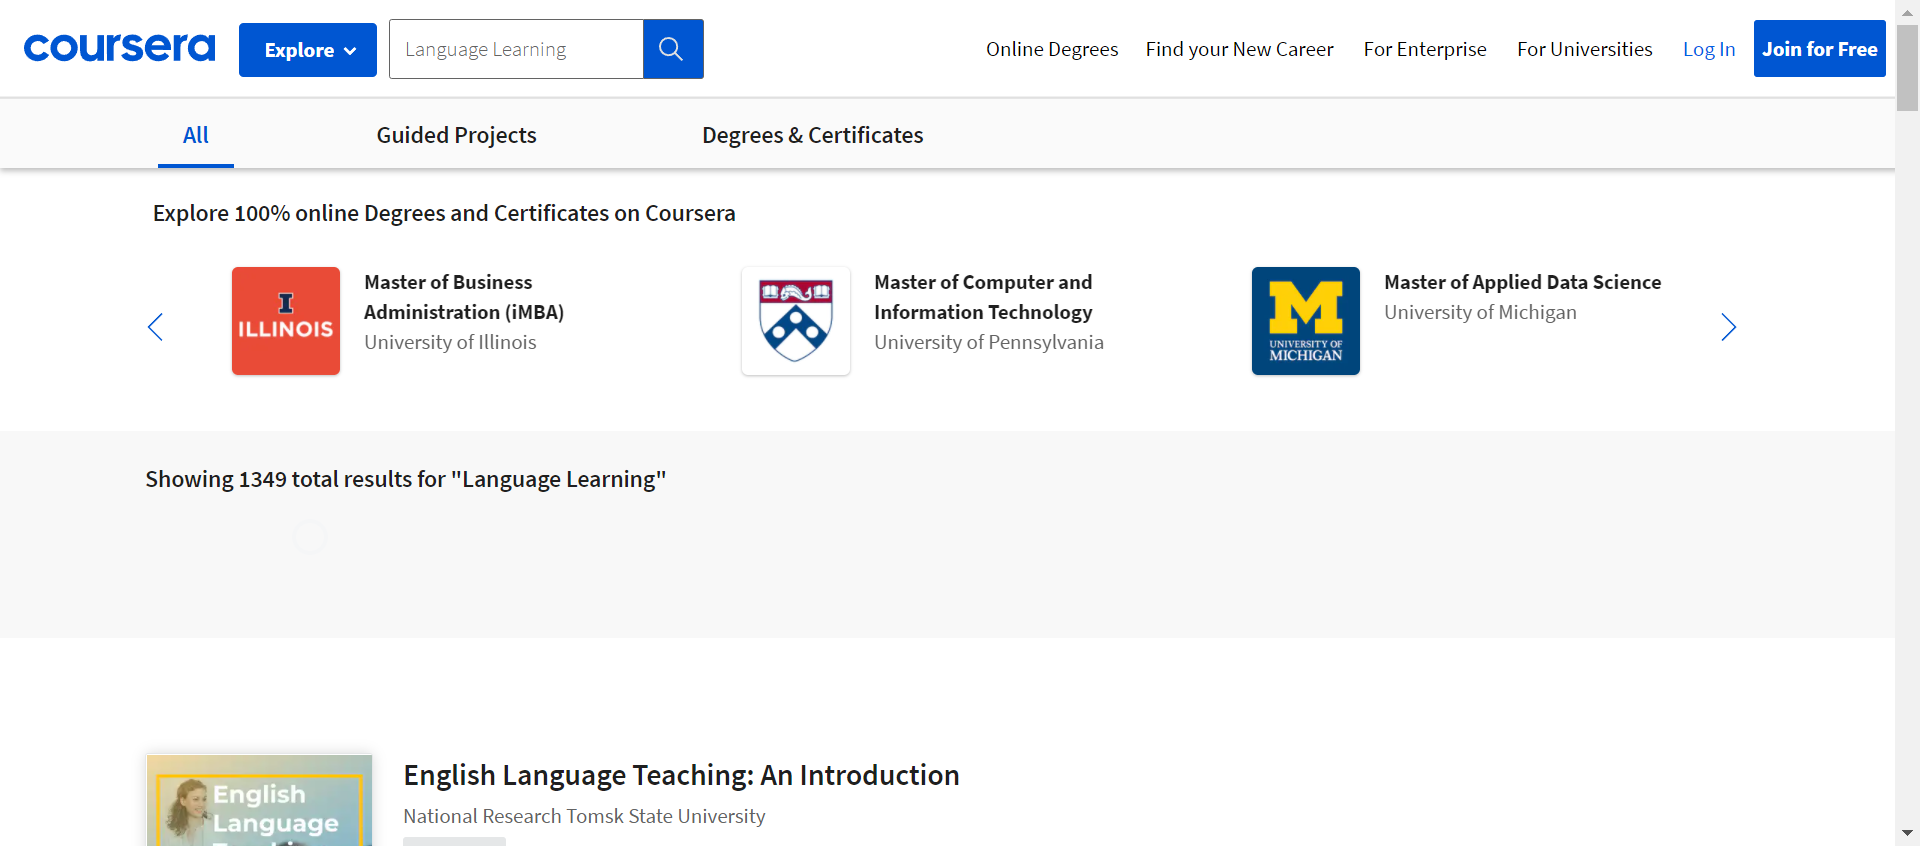 coursera
Explore
Language Learning
Online Degrees
Find your New Career
For Enterprise
For Universities
Log In
Join for Free
All
Guided Projects
Degrees & Certificates
Explore 100% online Degrees and Certificates on Coursera
I
ILLINOIS
Master of Business
Administration (iMBA)
University of Illinois
Master of Computer and
Information Technology
University of Pennsylvania
M
UNIVERSITY OF
MICHIGAN
Master of Applied Data Science
University of Michigan
Showing 1349 total results for "Language Learning"
English
Language
English Language Teaching: An Introduction
National Research Tomsk State University